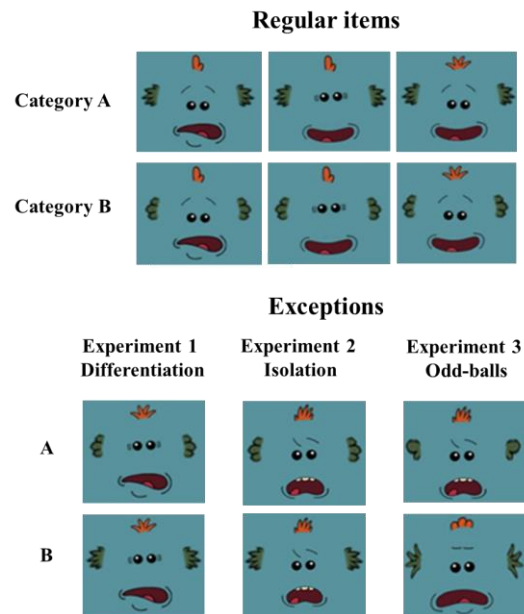 Regular items
Category A
Category B
Exceptions
Experiment 1
Differentiation
Experiment 2
Isolation
Experiment 3
Odd-balls
A
B